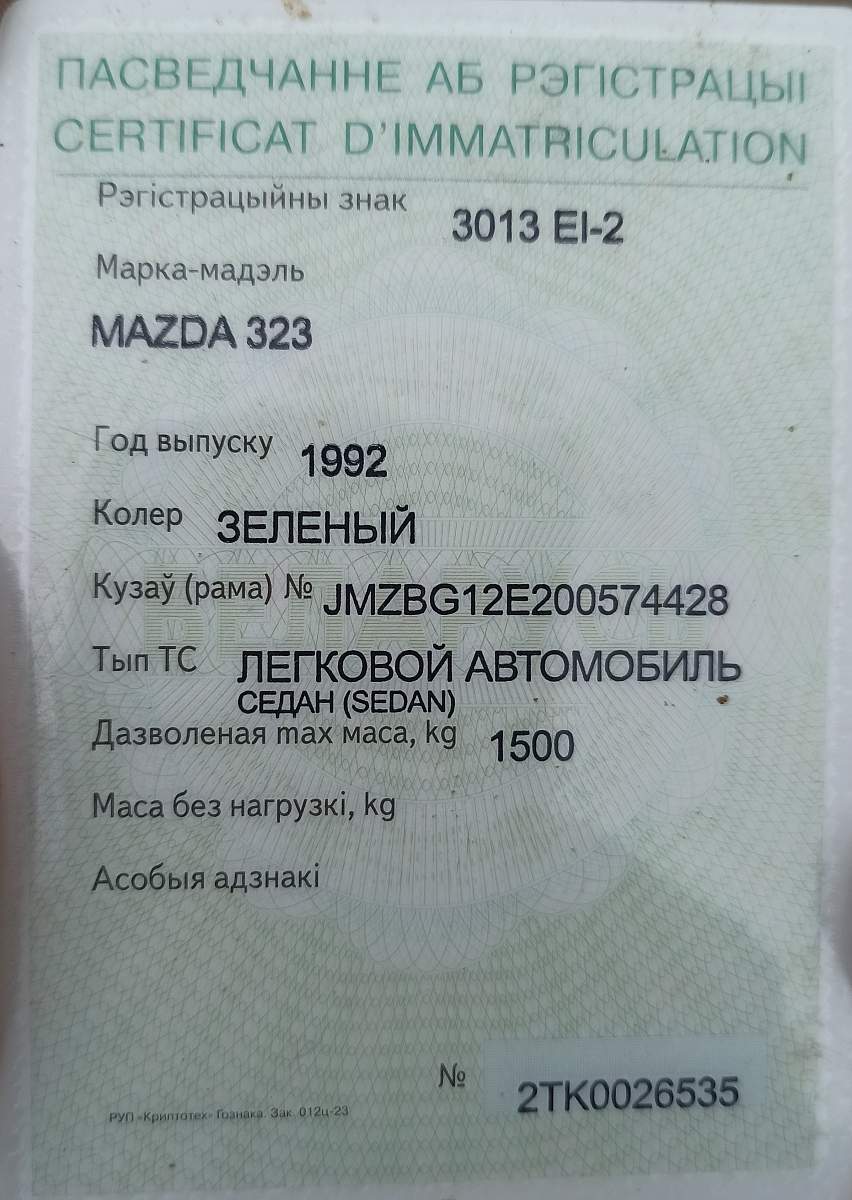 ПАСВЕДЧАННЕ АБ РЭГІСТРАЦЫІ
CERTIFICAT D'IMMATRICULATION
Рэгістрацыйны знак 3013 EI-2
Марка-мадэль
MAZDA 323
Год выпуску 1992
Колер ЗЕЛЕНЫЙ
БЕЛАРУСЬ
Кузаў (рама) № JMZBG12E200574428
Тып ТС ЛЕГКОВОЙ АВТОМОБИЛЬ
СЕДАН (SEDAN)
Дазволеная max маса, kg 1500
Маса без нагрузкі, kg
Асобыя адзнакі
№ 2TK0026535
РУП «Криптотех» Гознака. Зак. 012ц-23